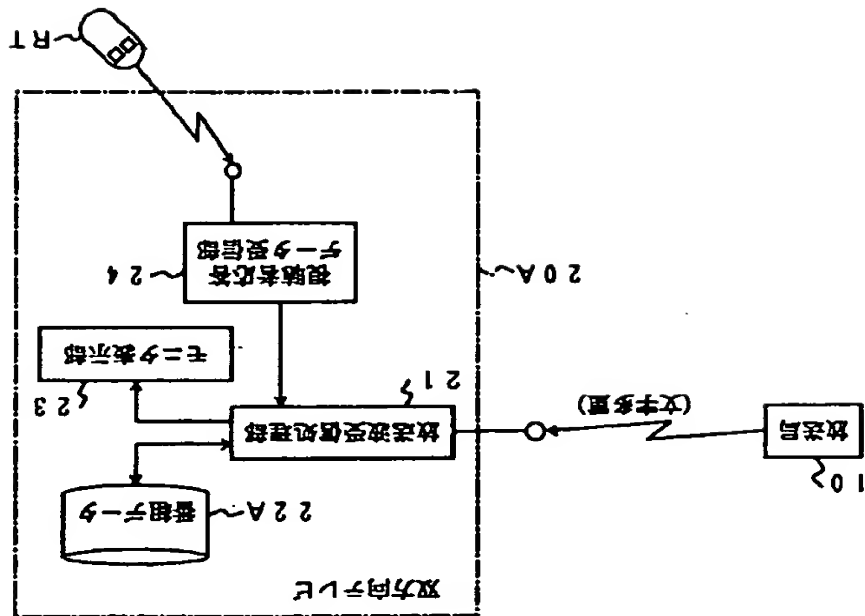 双方向テレビ
22A
番組データ
10
放送局
(文字多重)
放送波受信処理部
21
23
モニタ表示部
20A
視聴者応答
データ受信部
24
RT